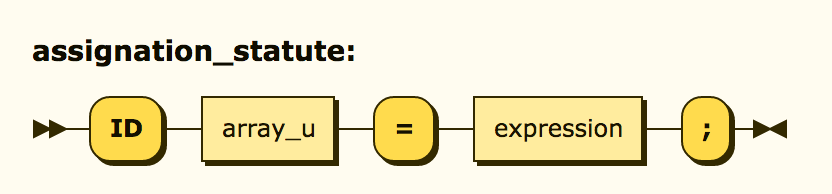 assignation_statute:
ID array_u = expression ;